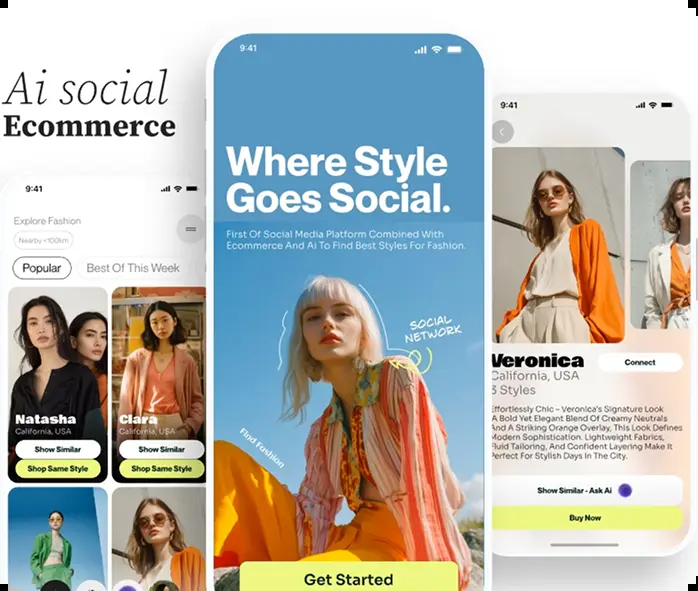 Ai social
Ecommerce
9:41
Explore Fashion
Nearby <100km
Popular
Best Of This Week
Natasha
California, USA
Show Similar
Shop Same Style
Clara
California, USA
Show Similar
Shop Same Style
9:41
Where Style
Goes Social.
First Of Social Media Platform Combined With
Ecommerce And Ai To Find Best Styles For Fashion.
SOCIAL
NETWORK
Find Fashion
Get Started
9:41
Veronica
Connect
California, USA
3 Styles
Effortlessly Chic – Veronica's Signature Look
A Bold Yet Elegant Blend Of Creamy Neutrals
And A Striking Orange Overlay, This Look Defines
Modern Sophistication. Lightweight Fabrics,
Fluid Tailoring, And Confident Layering Make It
Perfect For Stylish Days In The City.
Show Similar - Ask Ai
Buy Now